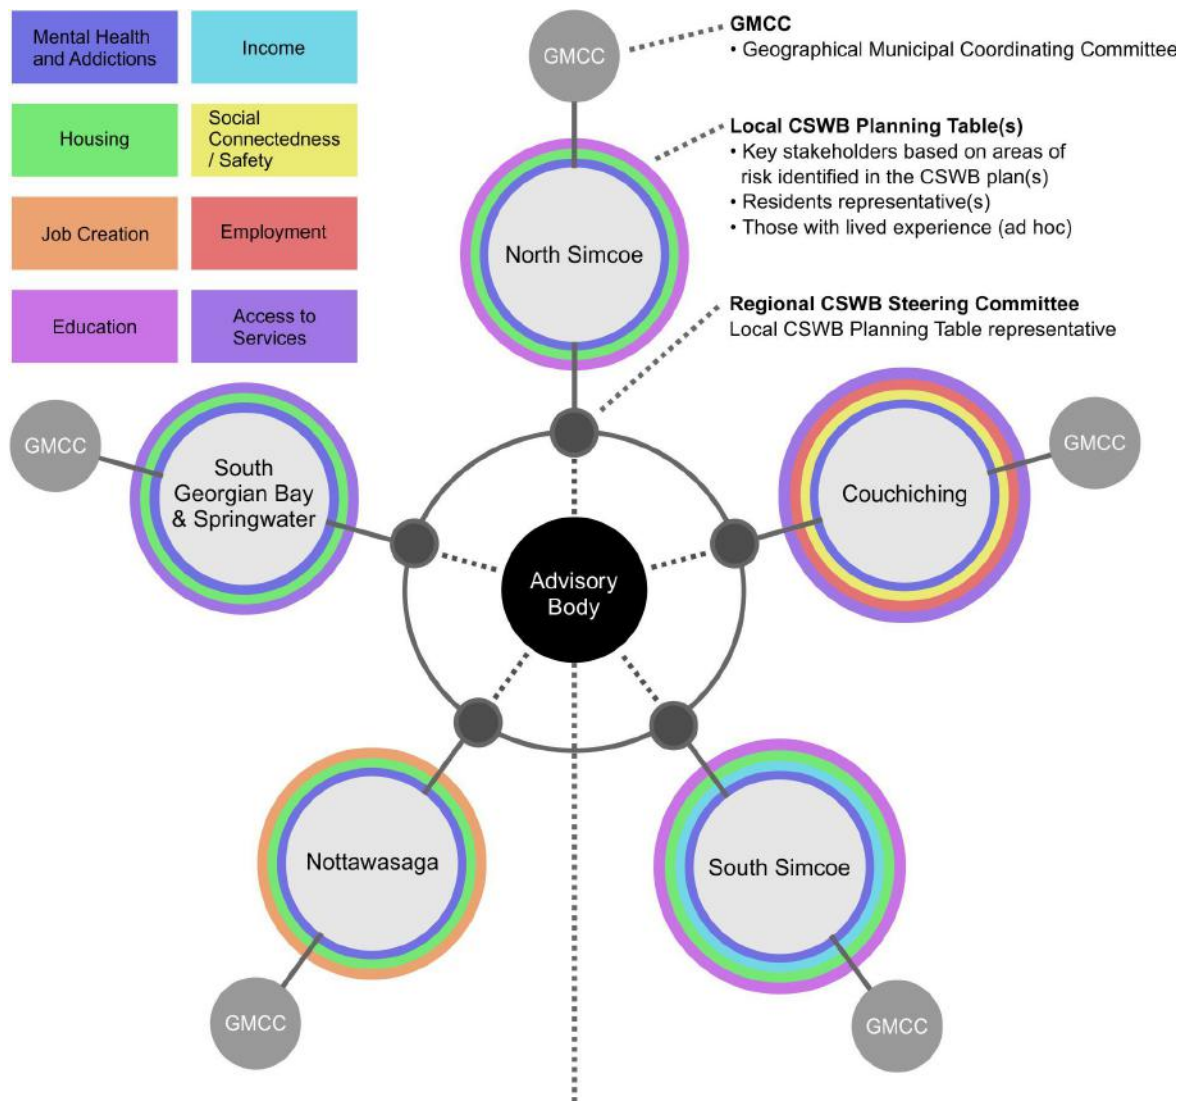 Mental Health
and Addictions
Income
Housing
Social
Connectedness
/ Safety
Job Creation
Employment
Education
Access to
Services
GMCC
GMCC
• Geographical Municipal Coordinating Committee
Local CSWB Planning Table(s)
• Key stakeholders based on areas of
risk identified in the CSWB plan(s)
• Residents representative(s)
• Those with lived experience (ad hoc)
North Simcoe
Regional CSWB Steering Committee
Local CSWB Planning Table representative
GMCC
South
Georgian Bay
& Springwater
Couchiching
GMCC
Advisory
Body
Nottawasaga
South Simcoe
GMCC
GMCC